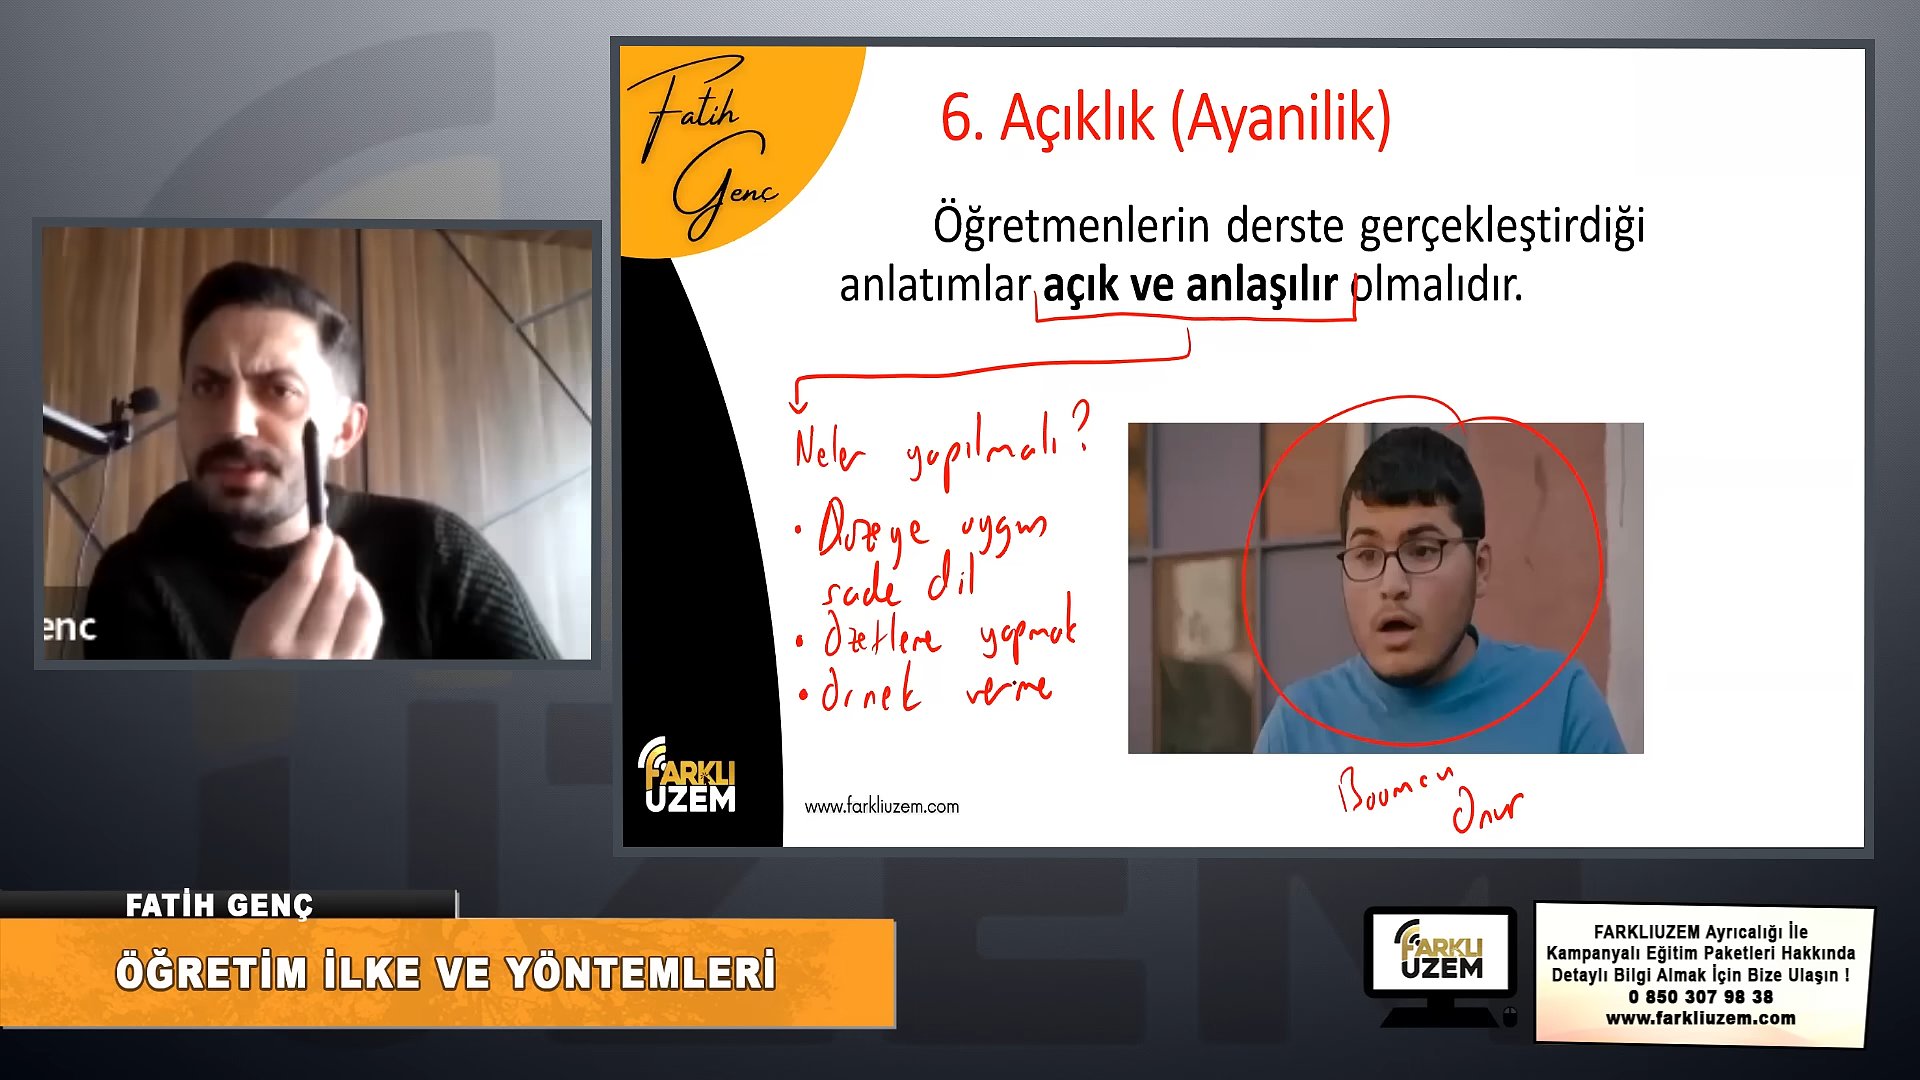 Fatih
Genç
6. Açıklık (Ayanilik)
Öğretmenlerin derste gerçekleştirdiği
anlatımlar açık ve anlaşılır olmalıdır.
Neler yapılmalı?
• Düzeye uygun
sade dil
• Özetleme yapmak
• Örnek verme
Onur
enc
FARKLI
UZEM
www.farkliuzem.com
FATİH GENÇ
ÖĞRETİM İLKE VE YÖNTEMLERİ
FARKLI
UZEM
FARKLIUZEM Ayrıcalığı İle
Kampanyalı Eğitim Paketleri Hakkında
Detaylı Bilgi Almak İçin Bize Ulaşın !
0 850 307 98 38
www.farkliuzem.com